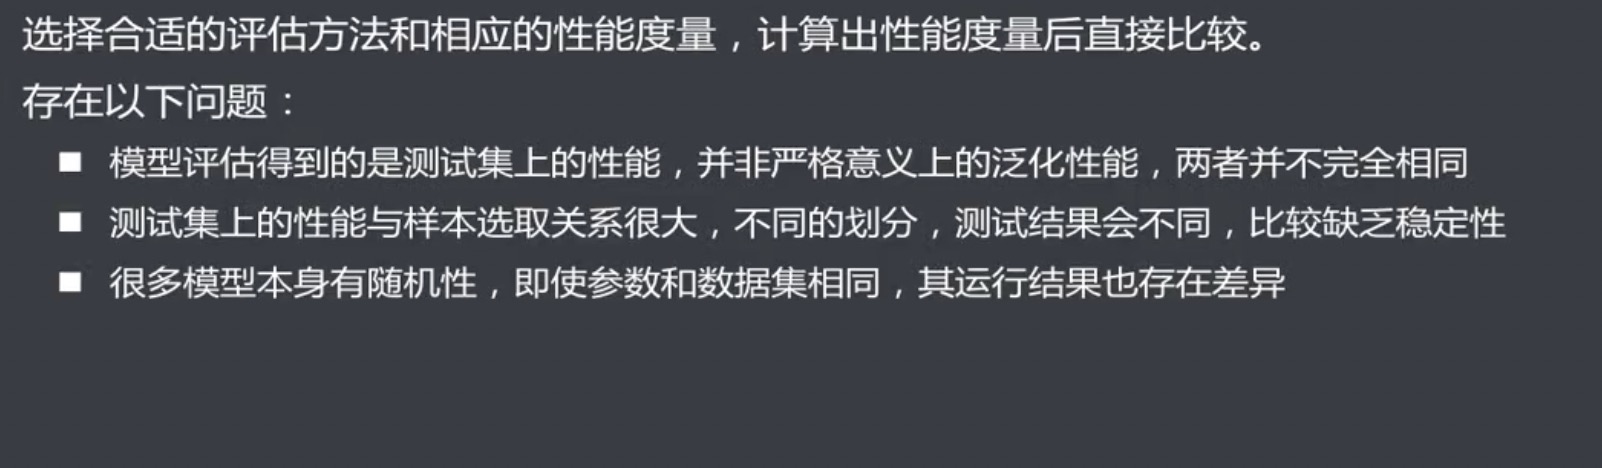 选择合适的评估方法和相应的性能度量，计算出性能度量后直接比较。
存在以下问题：
■ 模型评估得到的是测试集上的性能，并非严格意义上的泛化性能，两者并不完全相同
■ 测试集上的性能与样本选取关系很大，不同的划分，测试结果会不同，比较缺乏稳定性
■ 很多模型本身有随机性，即使参数和数据集相同，其运行结果也存在差异